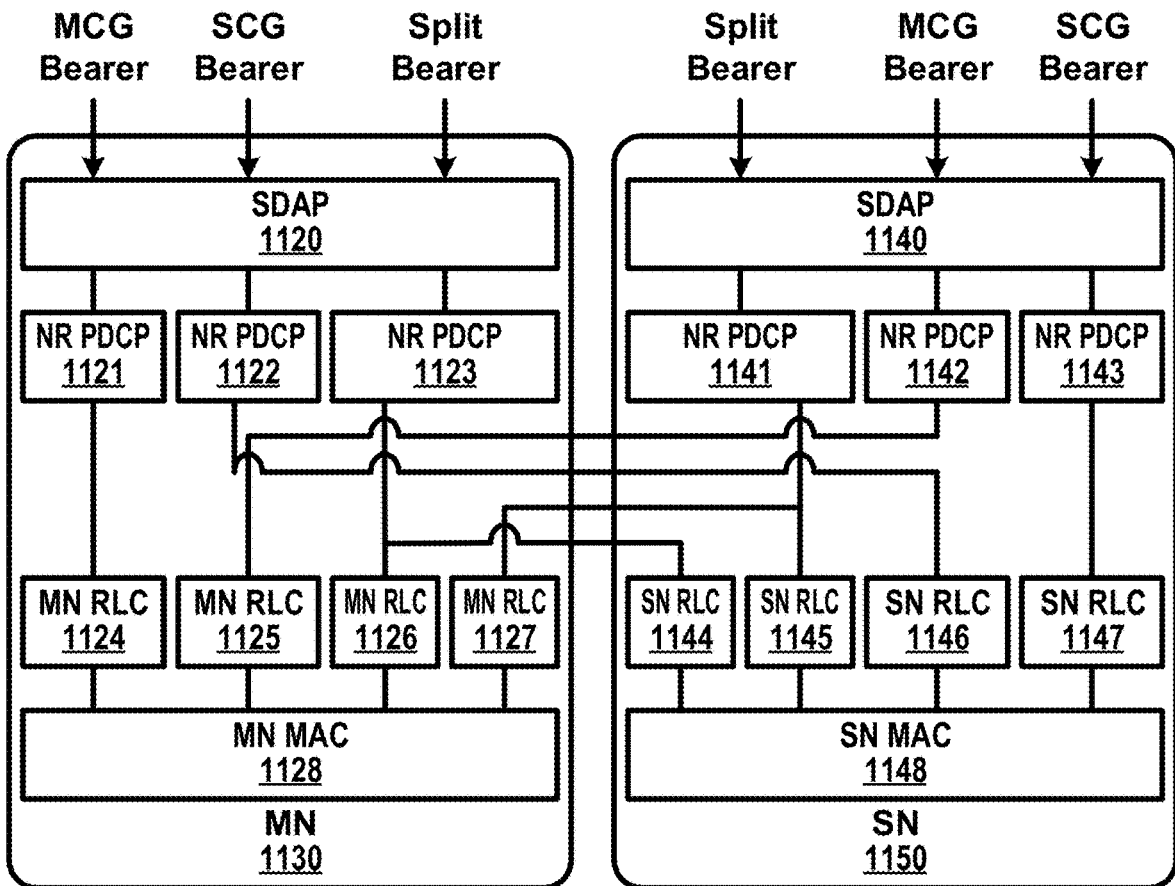 MCG SCG Split Split MCG SCG
Bearer Bearer Bearer Bearer Bearer Bearer
SDAP SDAP
1120 1140
NR PDCP NR PDCP NR PDCP NR PDCP NR PDCP NR PDCP
1121 1122 1123 1141 1142 1143
MN RLC MN RLC MN RLC MN RLC SN RLC SN RLC SN RLC SN RLC
1124 1125 1126 1127 1144 1145 1146 1147
MN MAC SN MAC
1128 1148
MN SN
1130 1150